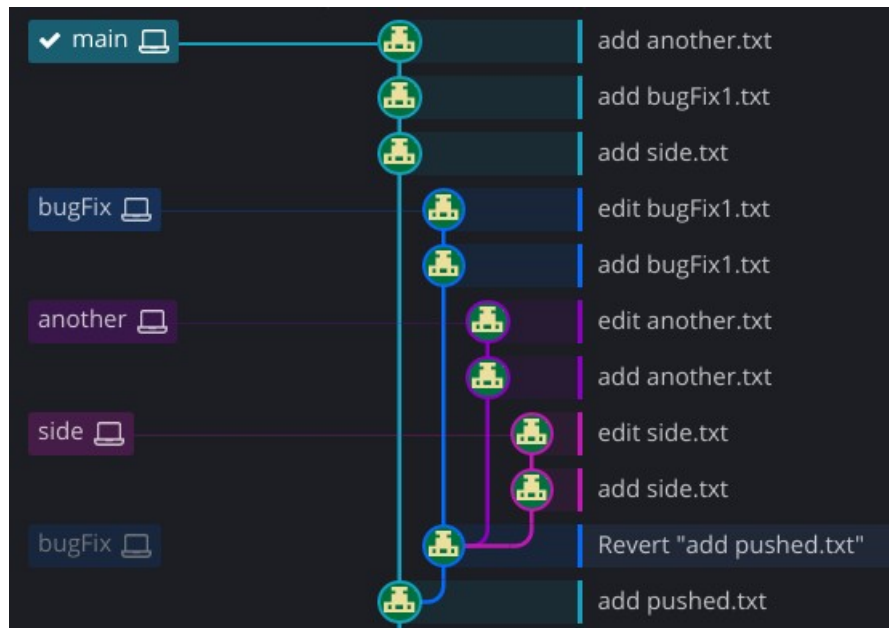 main add another.txt
add bugFix1.txt
add side.txt
bugFix edit bugFix1.txt
add bugFix1.txt
another edit another.txt
add another.txt
side edit side.txt
add side.txt
bugFix Revert "add pushed.txt"
add pushed.txt